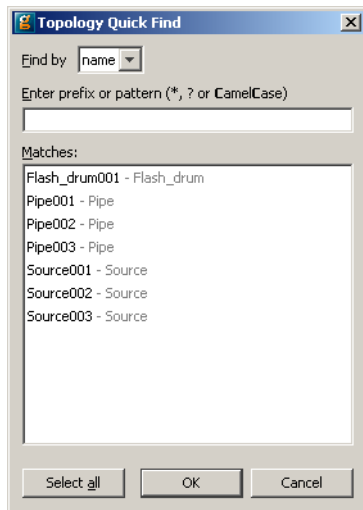 Topology Quick Find
Find by name
Enter prefix or pattern (*, ? or CamelCase)
Matches:
Flash_drum001 - Flash_drum
Pipe001 - Pipe
Pipe002 - Pipe
Pipe003 - Pipe
Source001 - Source
Source002 - Source
Source003 - Source
Select all OK Cancel